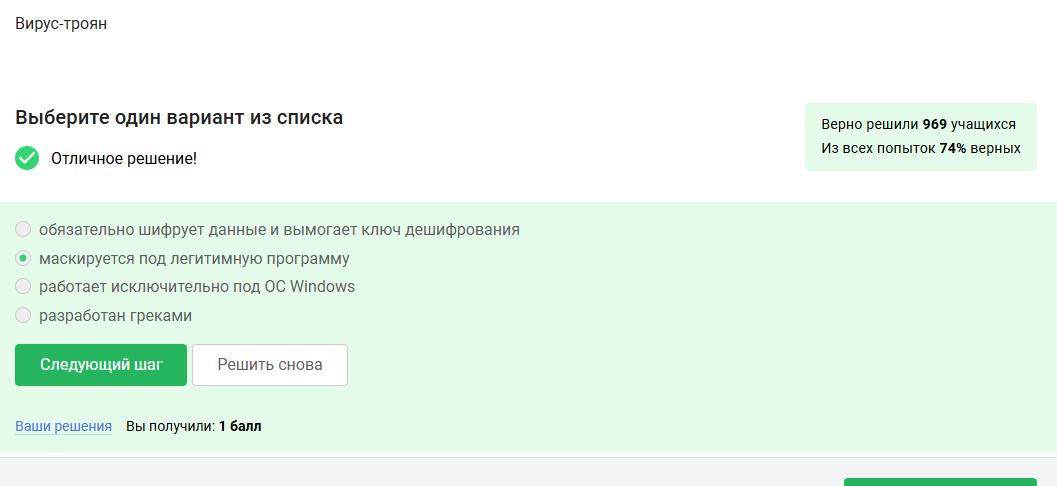 Вирус-троян
Выберите один вариант из списка
Отличное решение!
Верно решили 969 учащихся
Из всех попыток 74% верных
обязательно шифрует данные и вымогает ключ дешифрования
маскируется под легитимную программу
работает исключительно под ОС Windows
разработан греками
Следующий шаг
Решить снова
Ваши решения Вы получили: 1 балл